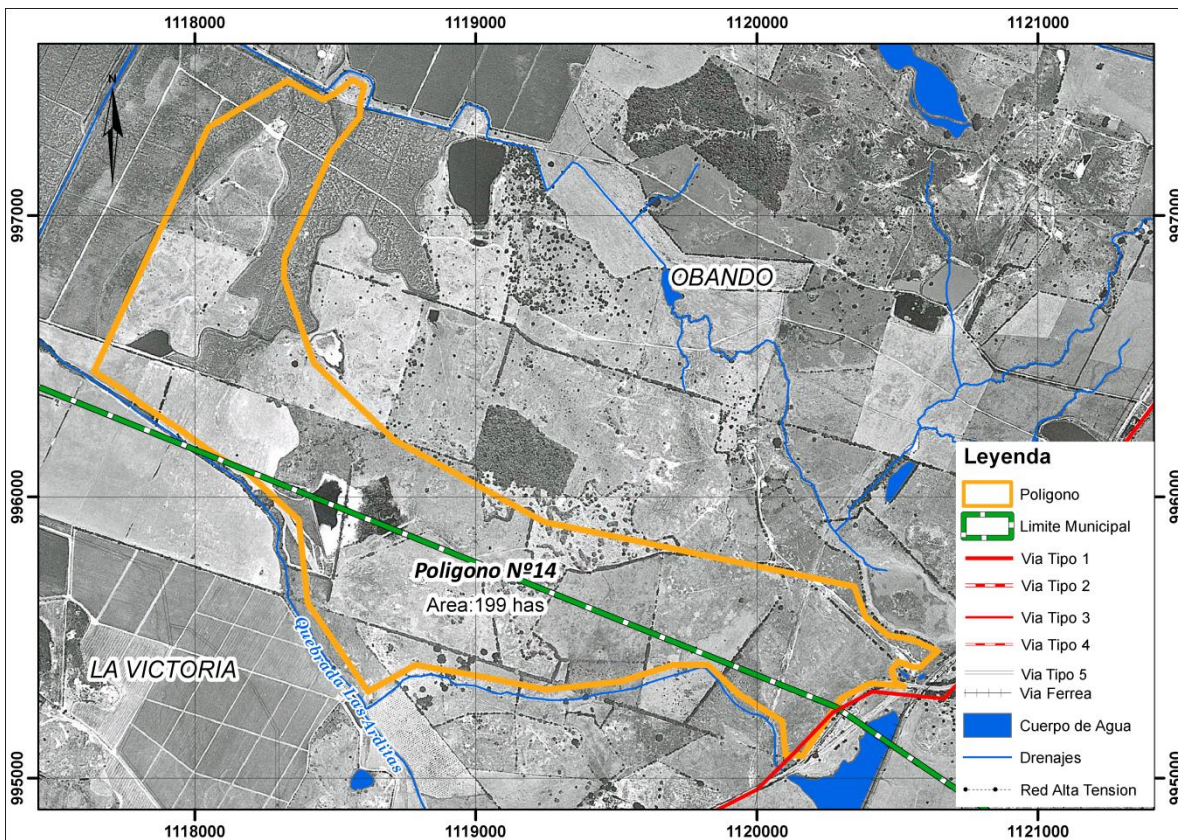 1118000 1119000 1120000 1121000
N
997000 997000
OBANDO
996000 996000
Poligono Nº14
Area:199 has
LA VICTORIA
Quebrada
995000 995000
1118000 1119000 1120000 1121000
Leyenda
Poligono
Limite Municipal
Via Tipo 1
Via Tipo 2
Via Tipo 3
Via Tipo 4
Via Tipo 5
Via Ferrea
Cuerpo de Agua
Drenajes
Red Alta Tension